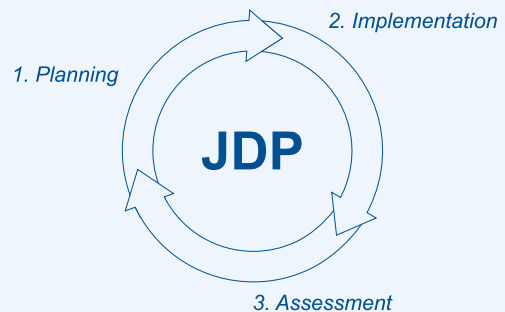 1. Planning
2. Implementation
JDP
3. Assessment